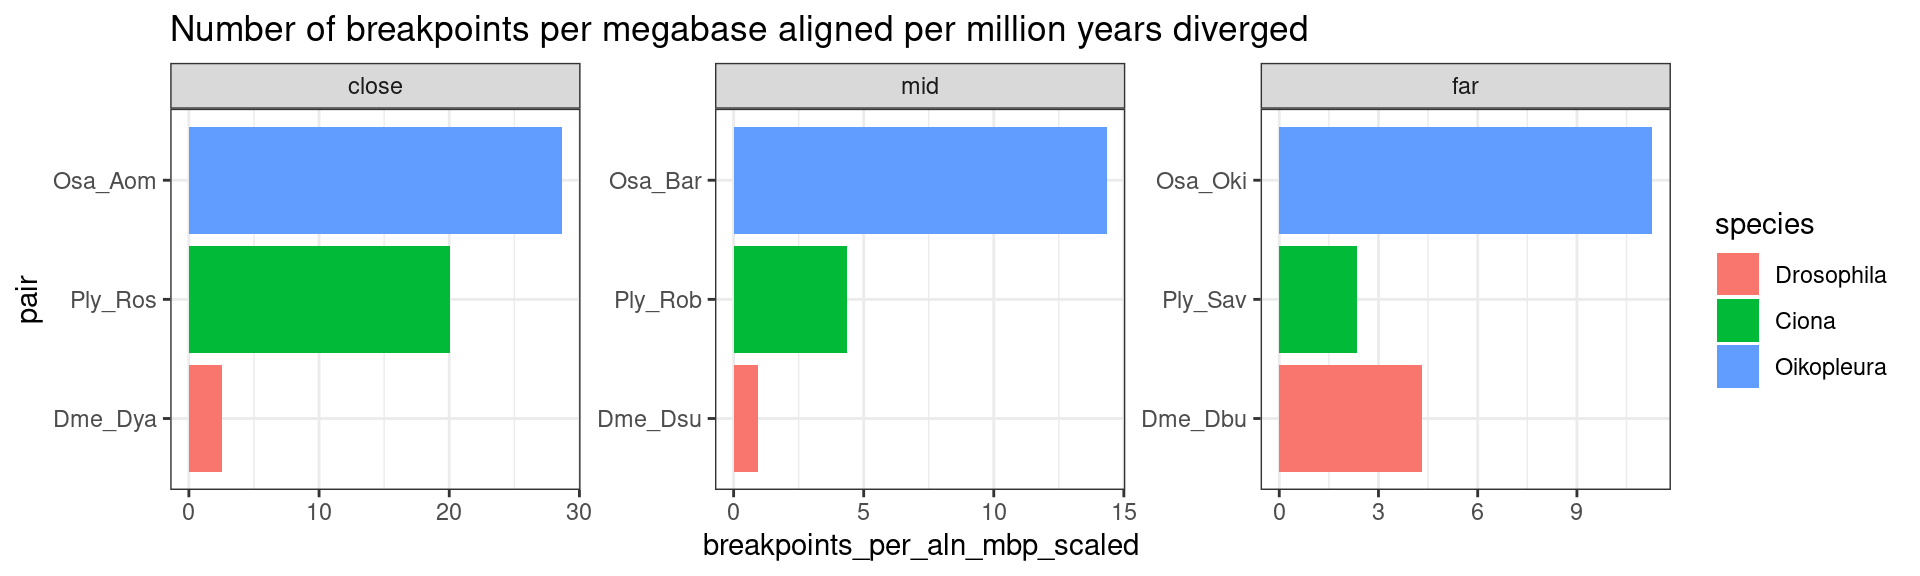 Number of breakpoints per megabase aligned per million years diverged
close
mid
far
pair
Osa_Aom
Ply_Ros
Dme_Dya
0 10 20 30
Osa_Bar
Ply_Rob
Dme_Dsu
0 5 10 15
Osa_Oki
Ply_Sav
Dme_Dbu
0 3 6 9
breakpoints_per_aln_mbp_scaled
species
Drosophila
Ciona
Oikopleura